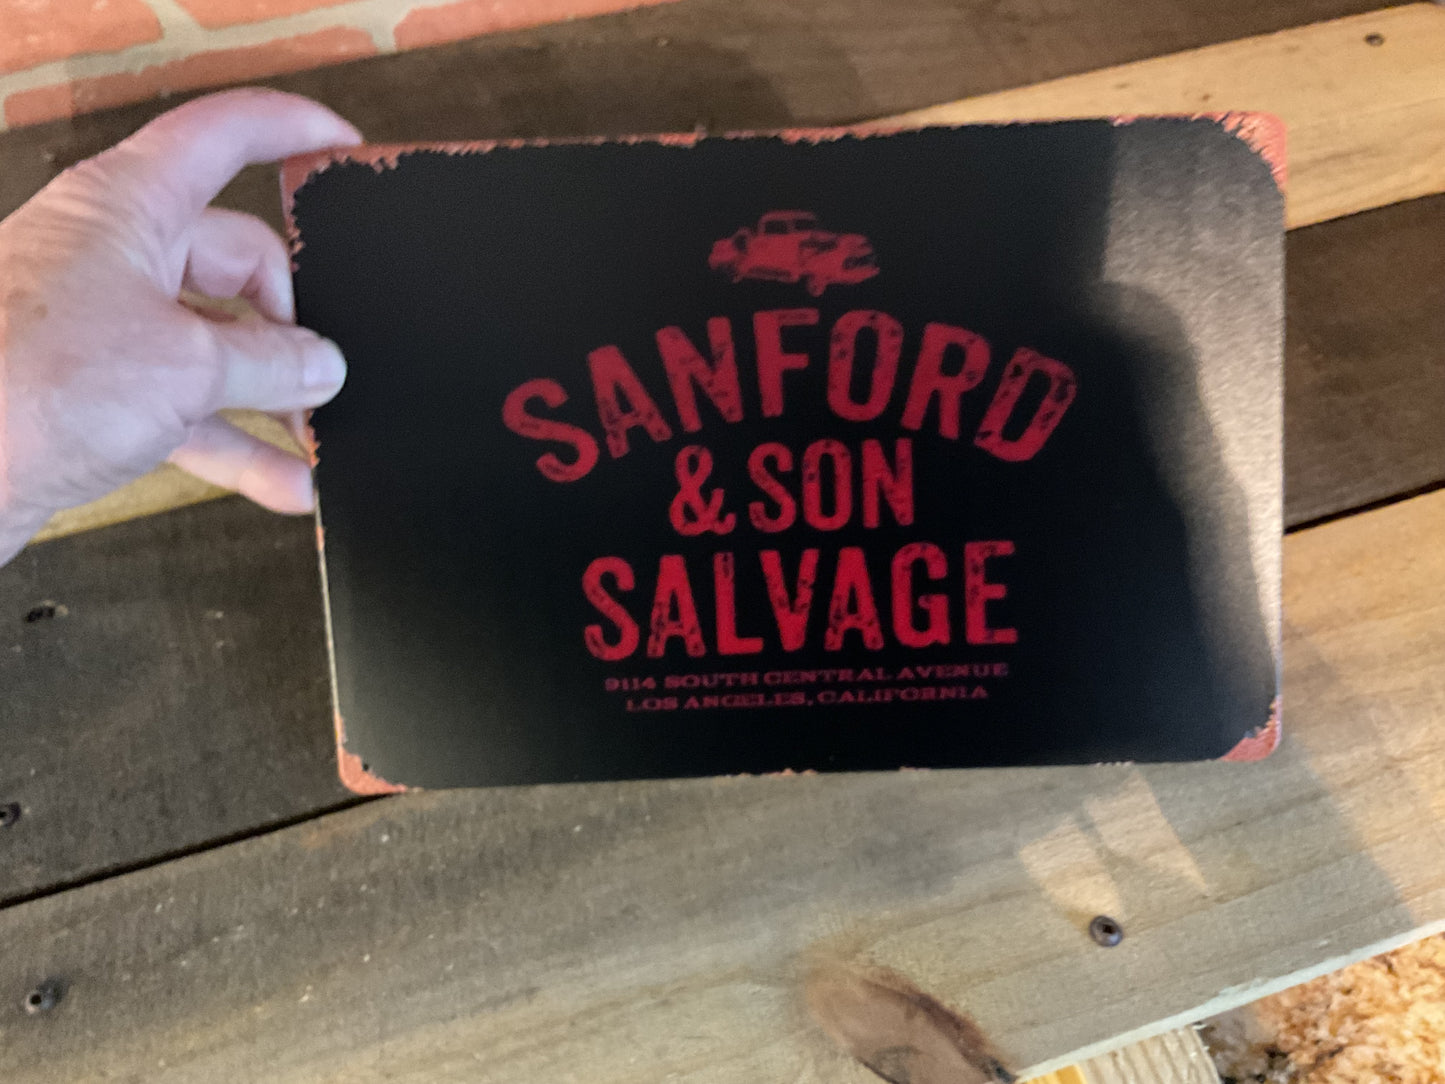 SANFORD
& SON
SALVAGE
9114 SOUTH CENTRAL AVENUE
LOS ANGELES, CALIFORNIA